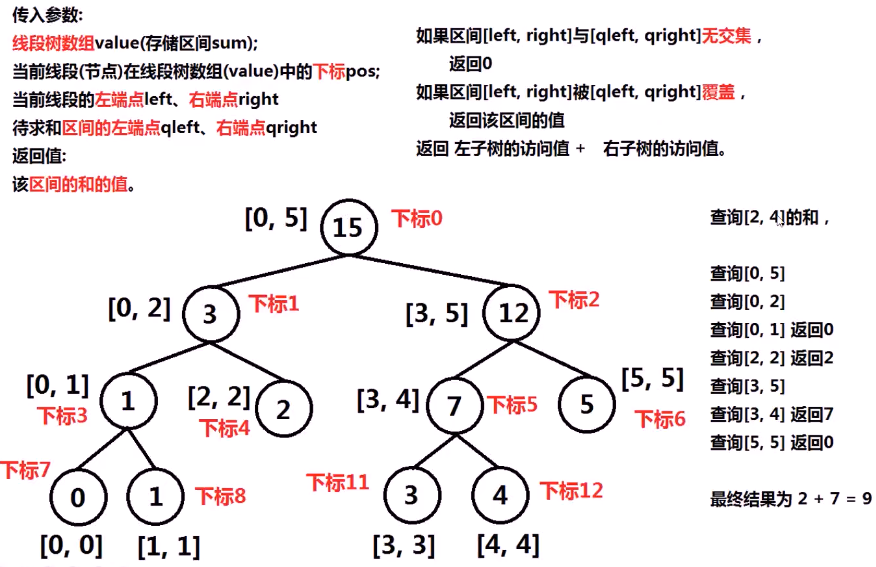 传入参数:
线段树数组value(存储区间sum);
当前线段(节点)在线段树数组(value)中的下标pos;
当前线段的左端点left、右端点right
待求和区间的左端点qleft、右端点qright
返回值:
该区间的和的值。
如果区间[left, right]与[qleft, qright]无交集，
返回0
如果区间[left, right]被[qleft, qright]覆盖，
返回该区间的值
返回 左子树的访问值 + 右子树的访问值。
[0, 5]
15
下标0
[0, 2]
3
下标1
[3, 5]
12
下标2
[0, 1]
下标3
1
[2, 2]
下标4
2
[3, 4]
7
下标5
5
[5, 5]
下标6
下标7
0
1
下标8
下标11
3
4
下标12
[0, 0]
[1, 1]
[3, 3]
[4, 4]
查询[2, 4]的和，
查询[0, 5]
查询[0, 2]
查询[0, 1] 返回0
查询[2, 2] 返回2
查询[3, 5]
查询[3, 4] 返回7
查询[5, 5] 返回0
最终结果为 2 + 7 = 9